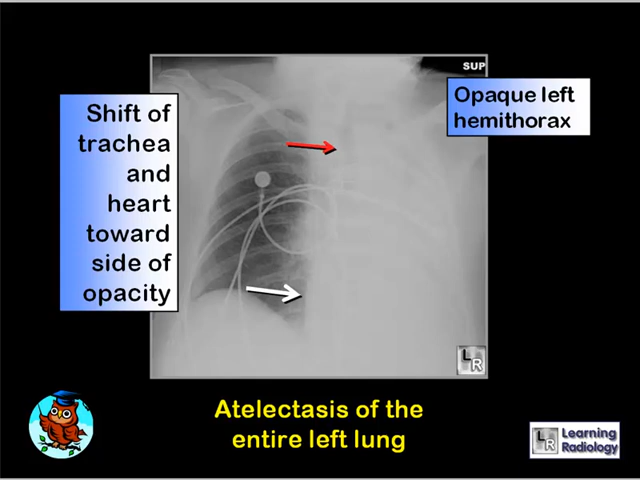 SUP
Shift of
trachea
and
heart
toward
side of
opacity
Opaque left
hemithorax
LR
Atelectasis of the
entire left lung
LR
Learning
Radiology